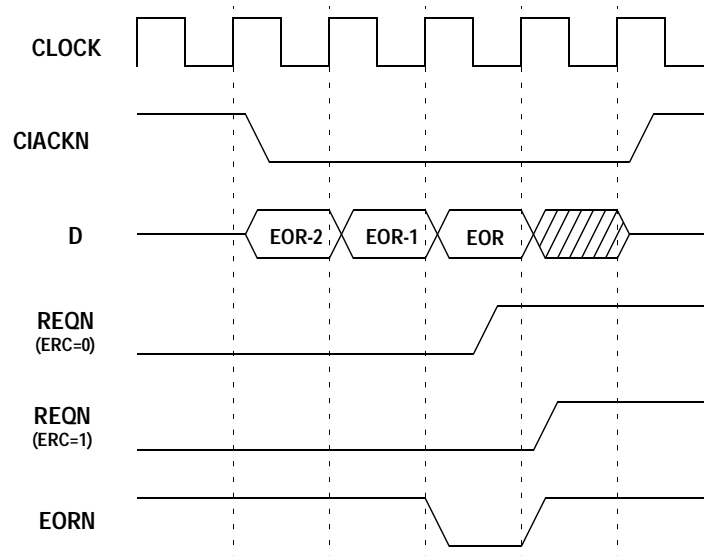 CLOCK
CIACKN
D
EOR-2 EOR-1 EOR
REQN
(ERC=0)
REQN
(ERC=1)
EORN